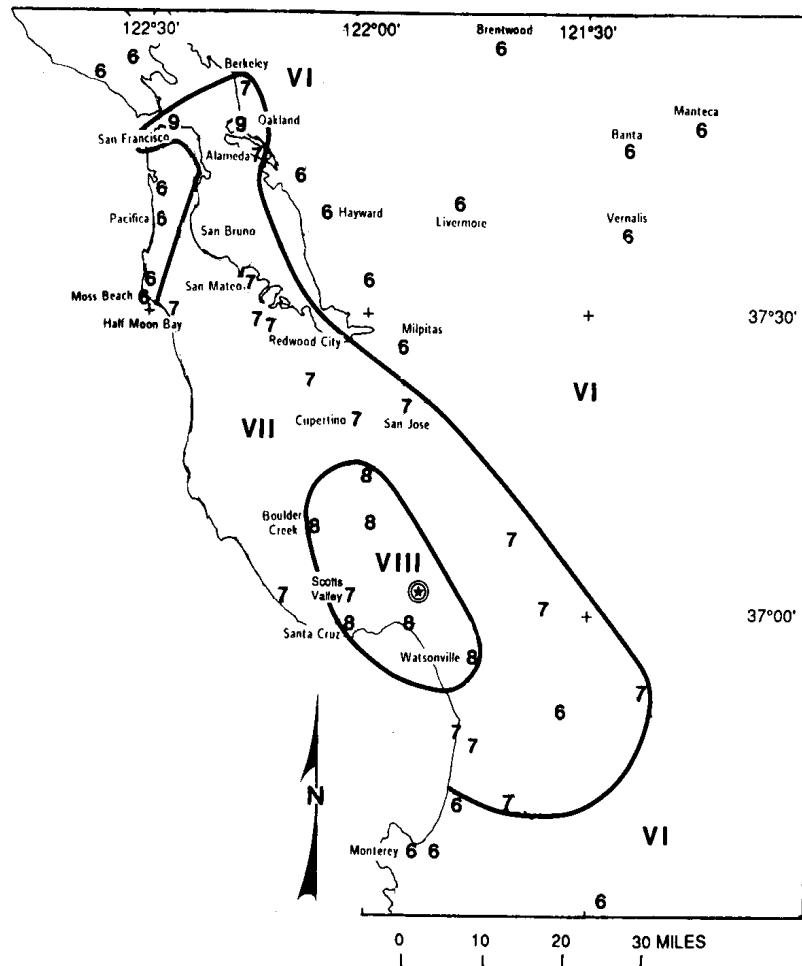 122°30' 122°00' 121°30'
Brentwood
6
6
6
Berkeley
VI
7
Manteca
6
9
9
Oakland
San Francisco
Banta
6
Alameda
7
6
6
6
Livermore
Pacifica
6
6
Hayward
Vernalis
6
San Bruno
6
San Mateo
7
6
Moss Beach
6
7
Half Moon Bay
7
7
37°30'
Redwood City
Milpitas
6
7
VI
7
San Jose
Cupertino
7
VII
8
Boulder
Creek
8
8
7
VIII
Scotts
Valley
7
7
7
37°00'
8
8
Santa Cruz
Watsonville
8
7
6
7
7
N
6
7
VI
Monterey
6
6
6
0 10 20 30 MILES